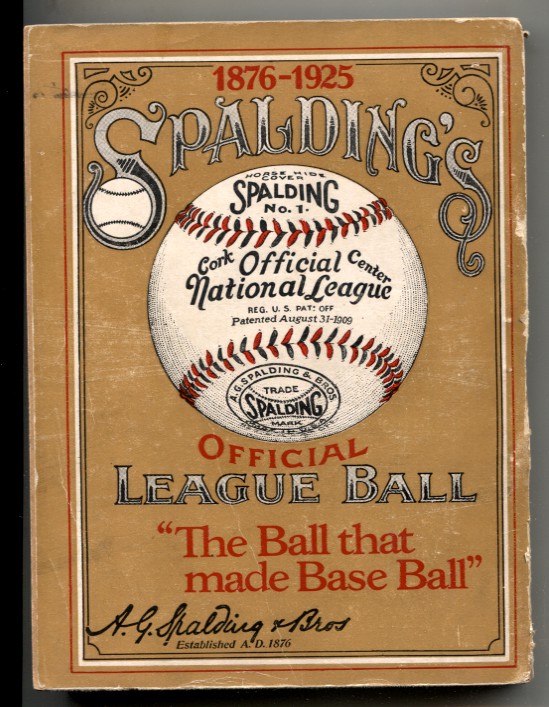 1876-1925
SPALDING'S
HORSE HIDE
COVER
SPALDING
No. 1.
Cork Official Center
National League
REG. U. S. PAT. OFF
Patented August 31-1909
A.G. SPALDING & BROS.
TRADE
SPALDING
MARK
MADE IN U.S.A.
OFFICIAL
LEAGUE BALL
"The Ball that
made Base Ball"
A. G. Spalding & Bros
Established A.D. 1876